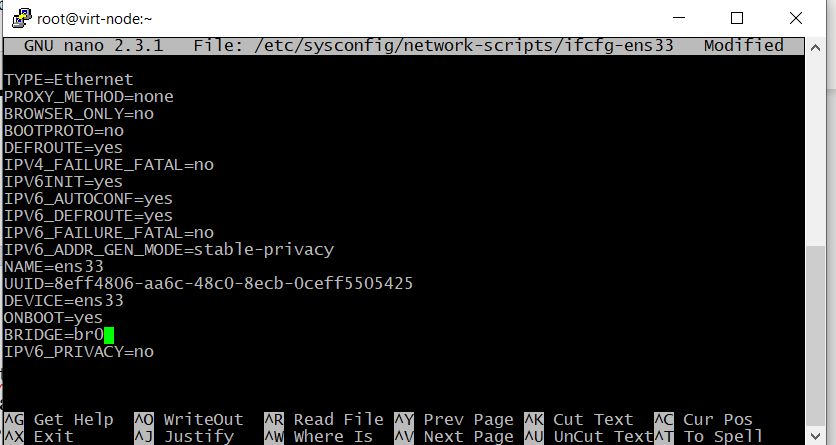 root@virt-node:~
GNU nano 2.3.1 File: /etc/sysconfig/network-scripts/ifcfg-ens33 Modified
TYPE=Ethernet
PROXY_METHOD=none
BROWSER_ONLY=no
BOOTPROTO=no
DEFROUTE=yes
IPV4_FAILURE_FATAL=no
IPV6INIT=yes
IPV6_AUTOCONF=yes
IPV6_DEFROUTE=yes
IPV6_FAILURE_FATAL=no
IPV6_ADDR_GEN_MODE=stable-privacy
NAME=ens33
UUID=8eff4806-aa6c-48c0-8ecb-0ceff5505425
DEVICE=ens33
ONBOOT=yes
BRIDGE=br0
IPV6_PRIVACY=no
^G Get Help ^O WriteOut ^R Read File ^Y Prev Page ^K Cut Text ^C Cur Pos
^X Exit ^J Justify ^W Where Is ^V Next Page ^U UnCut Text^T To Spell